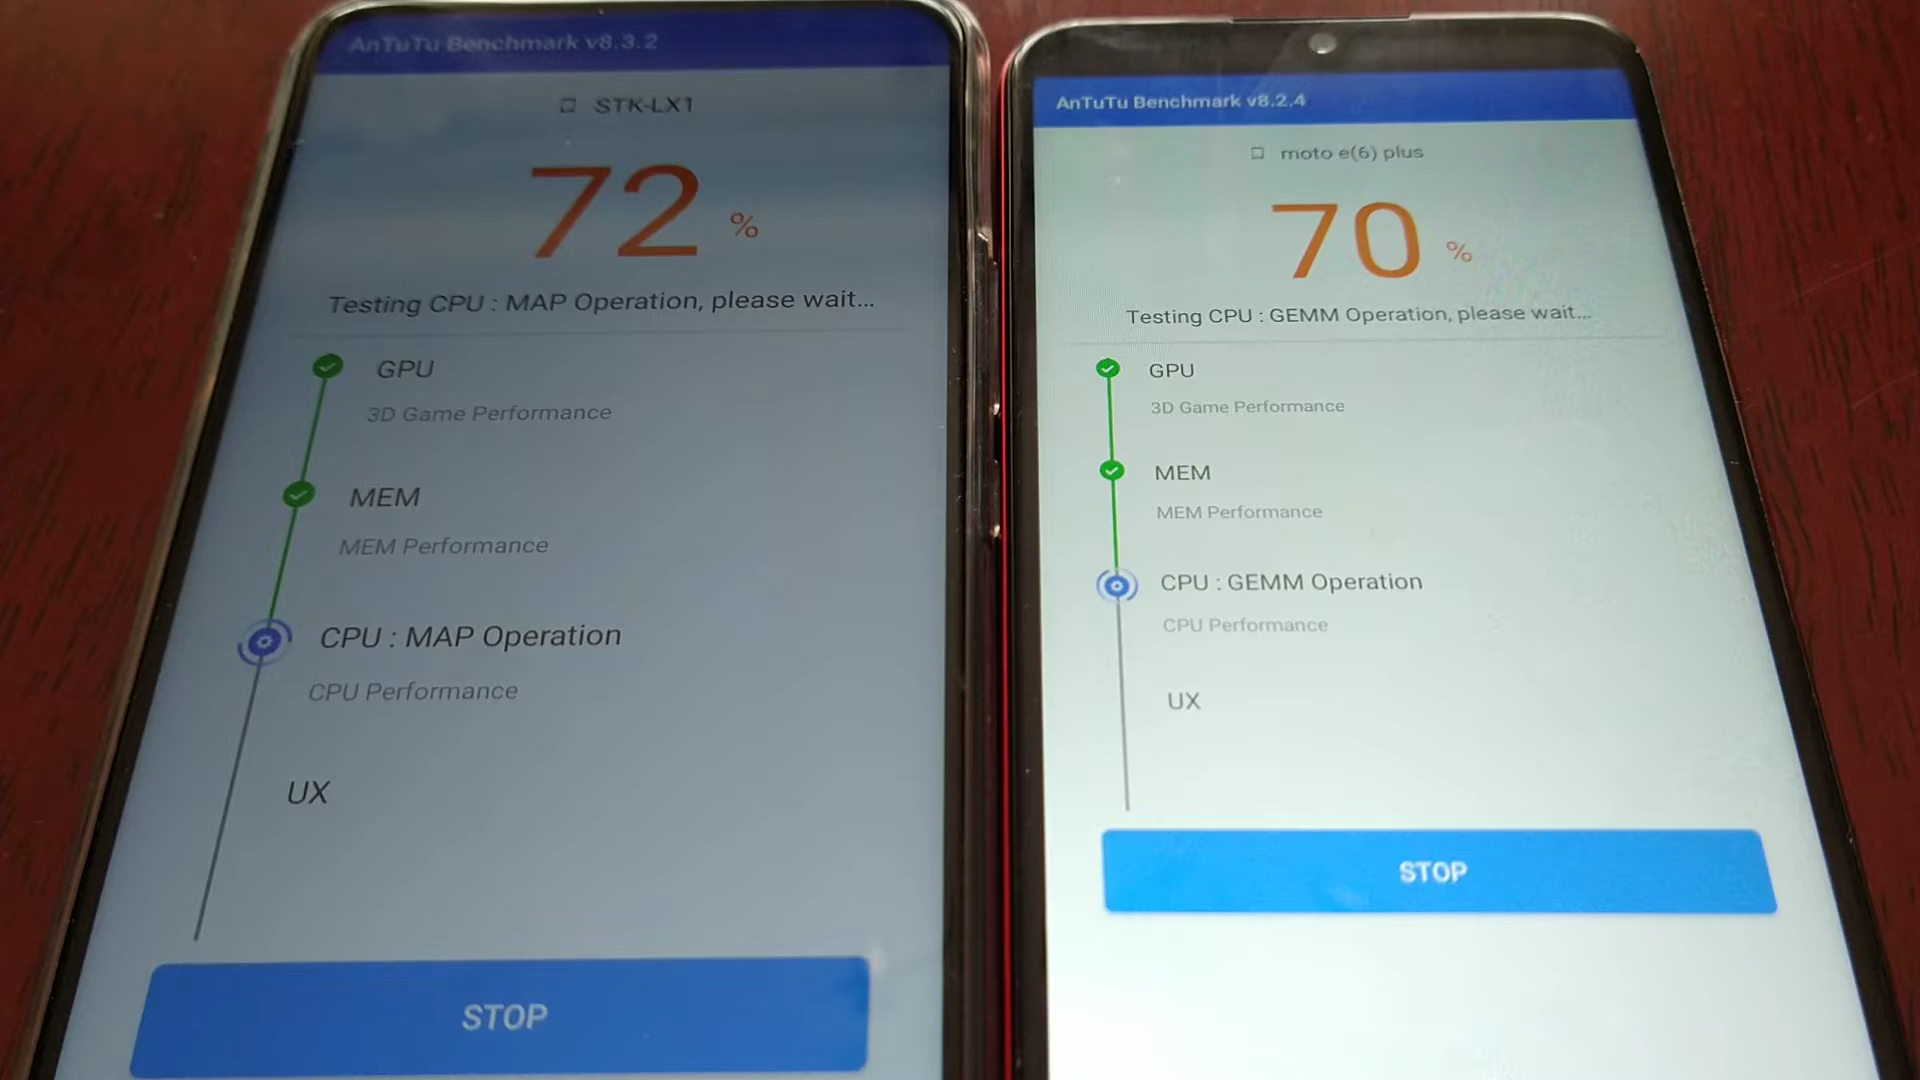 AnTuTu Benchmark v8.3.2
STK-LX1
72 %
Testing CPU : MAP Operation, please wait...
GPU
3D Game Performance
MEM
MEM Performance
CPU : MAP Operation
CPU Performance
UX
STOP
AnTuTu Benchmark v8.2.4
moto e(6) plus
70 %
Testing CPU : GEMM Operation, please wait...
GPU
3D Game Performance
MEM
MEM Performance
CPU : GEMM Operation
CPU Performance
UX
STOP